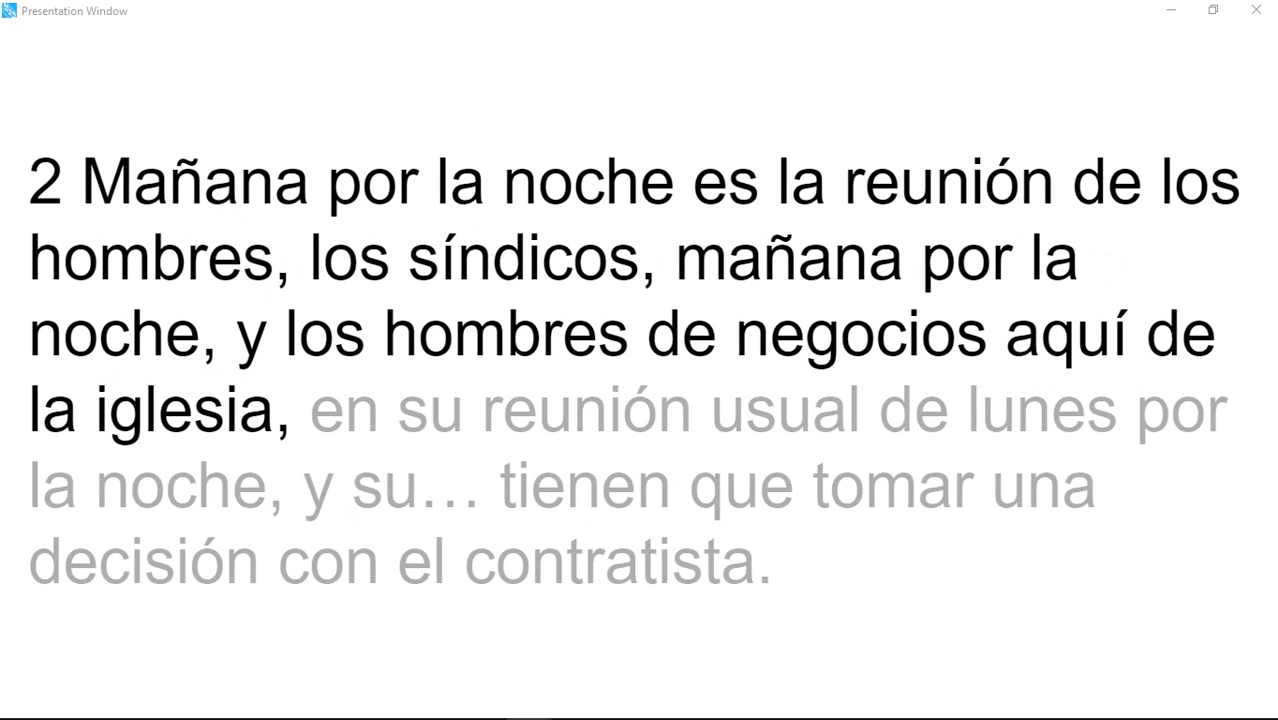 Presentation Window
2 Mañana por la noche es la reunión de los
hombres, los síndicos, mañana por la
noche, y los hombres de negocios aquí de
la iglesia, en su reunión usual de lunes por
la noche, y su… tienen que tomar una
decisión con el contratista.